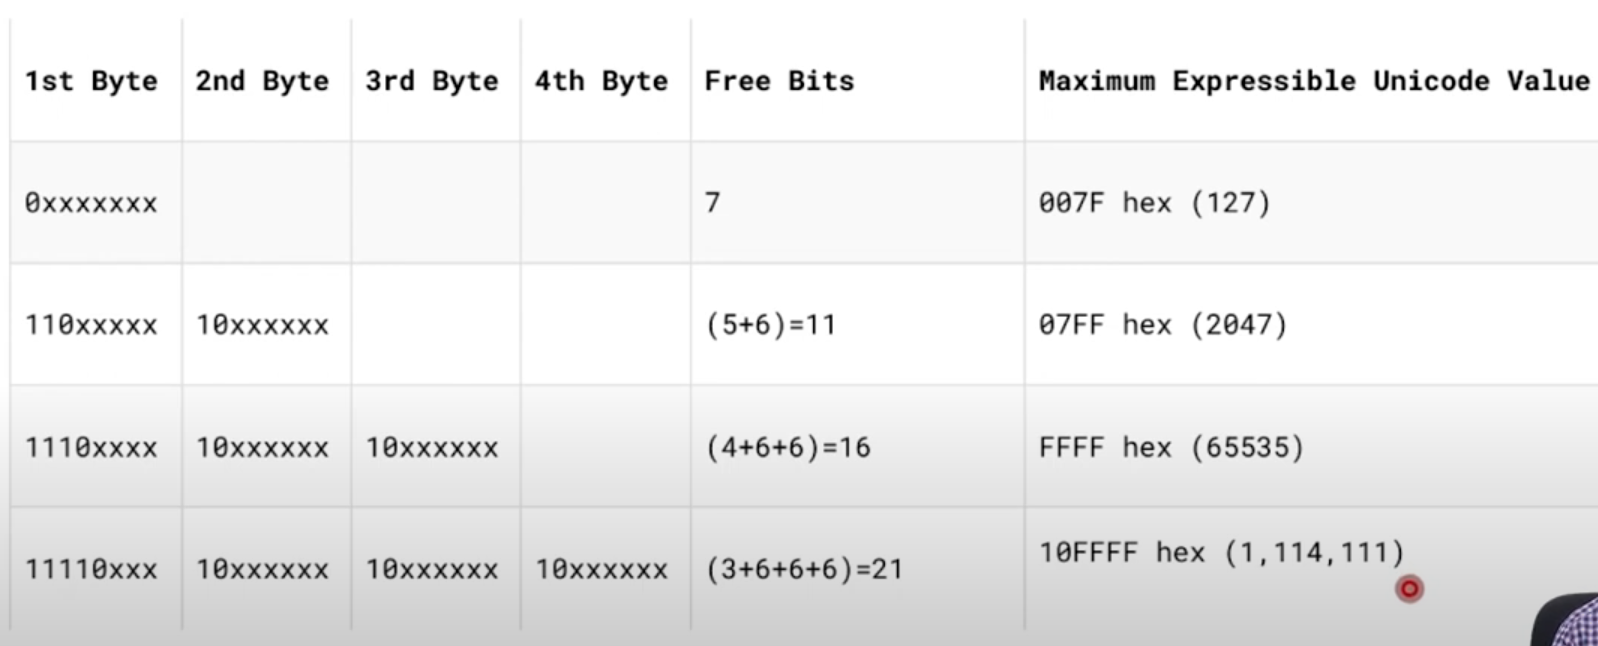 1st Byte 2nd Byte 3rd Byte 4th Byte Free Bits Maximum Expressible Unicode Value
0xxxxxxx 7 007F hex (127)
110xxxxx 10xxxxxx (5+6)=11 07FF hex (2047)
1110xxxx 10xxxxxx 10xxxxxx (4+6+6)=16 FFFF hex (65535)
11110xxx 10xxxxxx 10xxxxxx 10xxxxxx (3+6+6+6)=21 10FFFF hex (1,114,111)